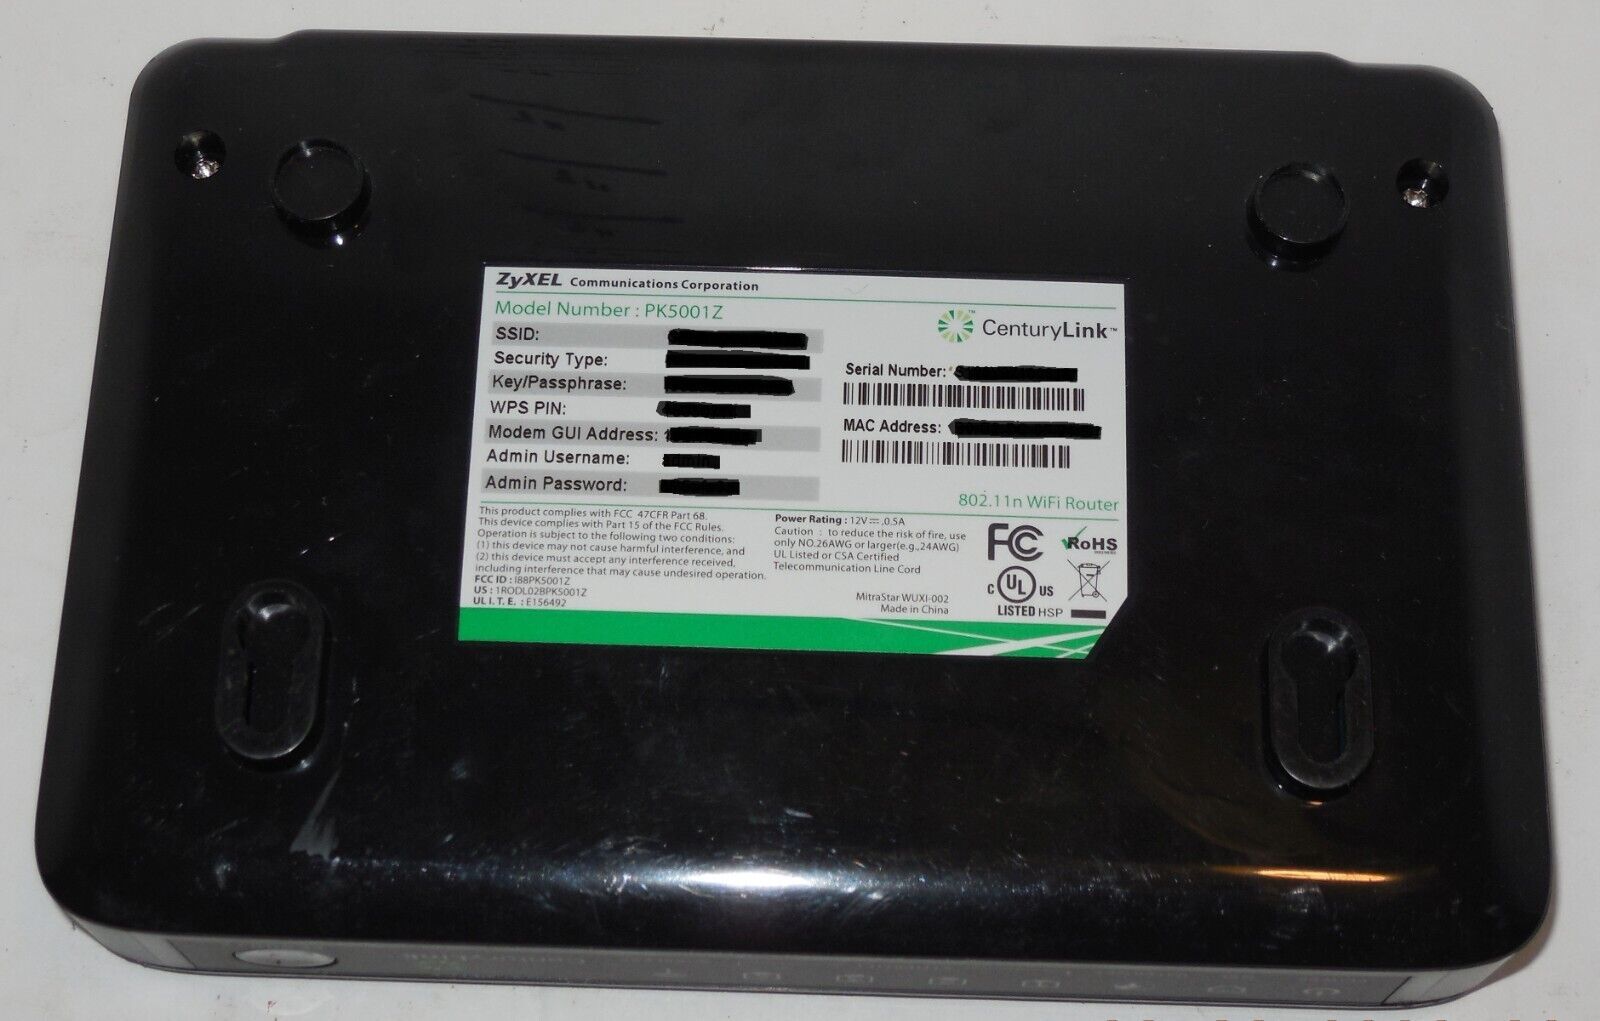 ZyXEL Communications Corporation
Model Number : PK5001Z
SSID:
Security Type:
Key/Passphrase:
WPS PIN:
Modem GUI Address:
Admin Username:
Admin Password:
CenturyLink™
Serial Number:
MAC Address:
802.11n WiFi Router
This product complies with FCC 47CFR Part 68.
This device complies with Part 15 of the FCC Rules.
Operation is subject to the following two conditions:
(1) this device may not cause harmful interference, and
(2) this device must accept any interference received,
including interference that may cause undesired operation.
FCC ID : I88PK5001Z
US : 1RODL02BPK5001Z
UL I. T. E. : E156492
Power Rating : 12V⎓ ,0.5A
Caution : to reduce the risk of fire, use
only NO.26AWG or larger(e.g.,24AWG)
UL Listed or CSA Certified
Telecommunication Line Cord
MitraStar WUXI-002
Made in China
FC
RoHS
C UL US
LISTED HSP